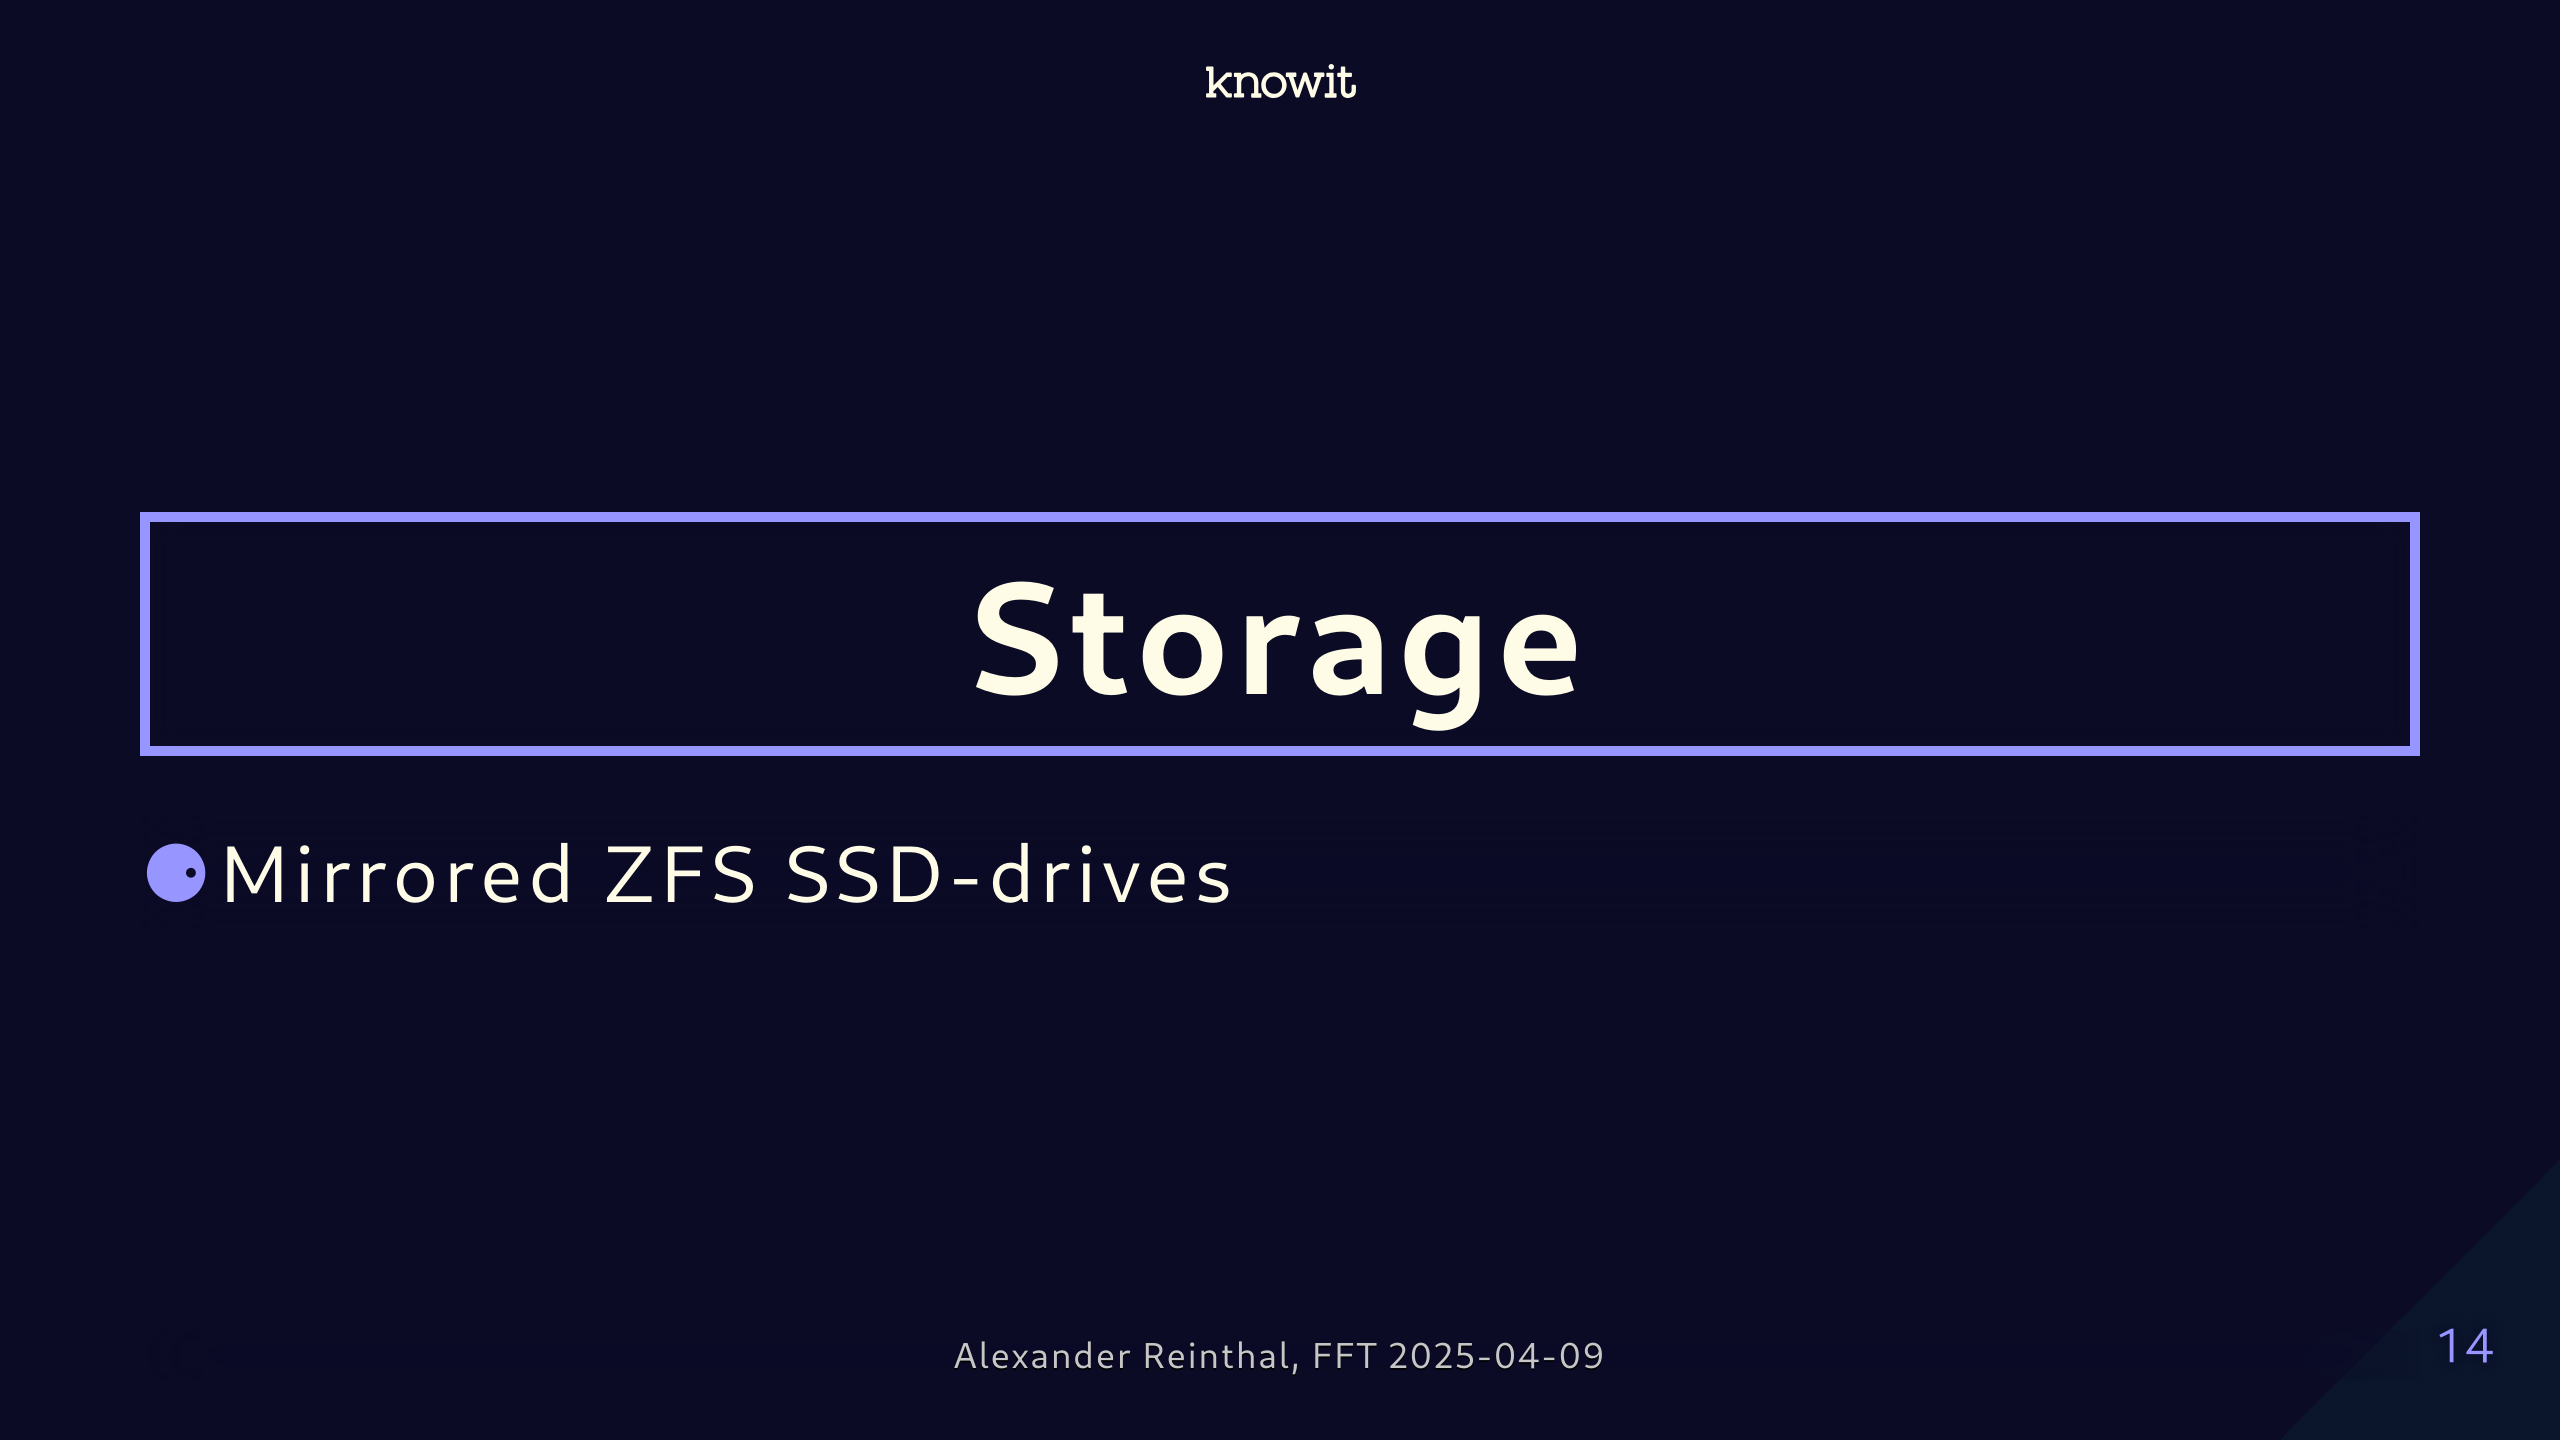 knowit
Storage
Mirrored ZFS SSD-drives
Alexander Reinthal, FFT 2025-04-09
14